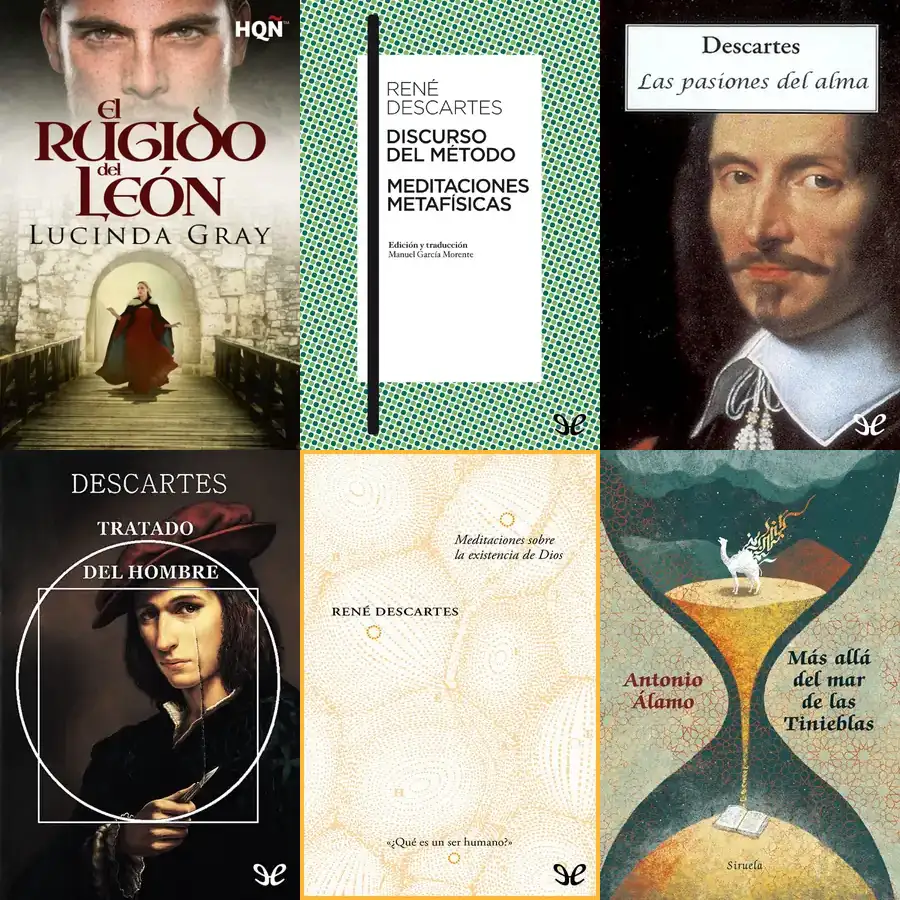 HQÑ™
El
RUGIDO
del
LEÓN
LUCINDA GRAY
RENÉ
DESCARTES
DISCURSO
DEL MÉTODO
MEDITACIONES
METAFÍSICAS
Edición y traducción
Manuel García Morente
Descartes
Las pasiones del alma
DESCARTES
TRATADO
DEL HOMBRE
Meditaciones sobre
la existencia de Dios
RENÉ DESCARTES
«¿Qué es un ser humano?»
Antonio
Álamo
Más allá
del mar
de las
Tinieblas
Siruela